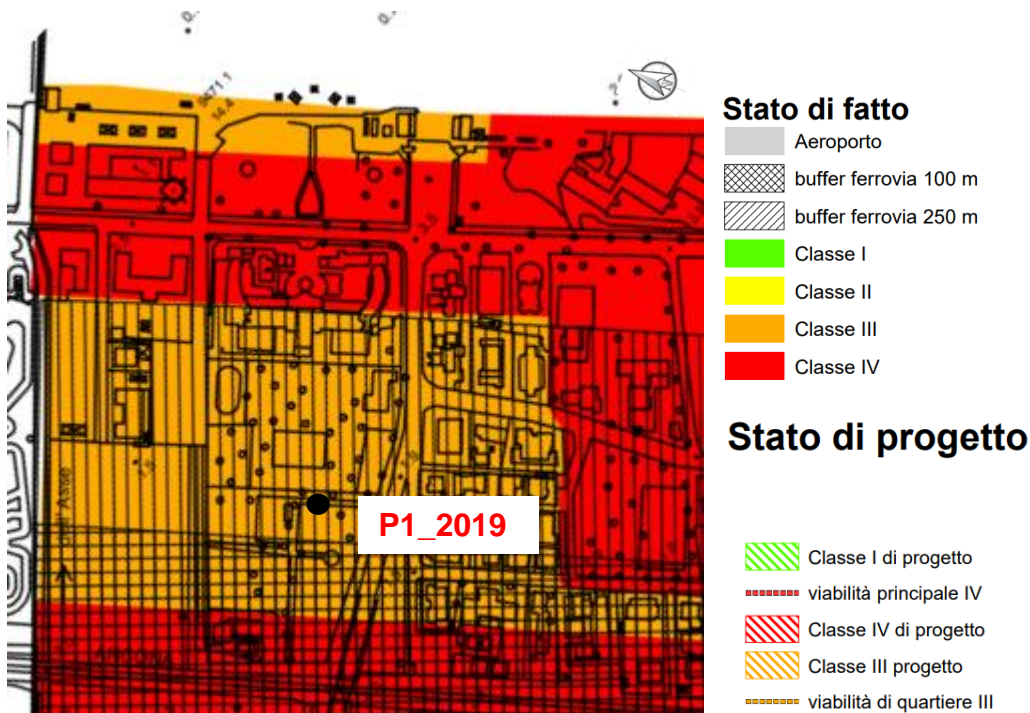 14.4
Stato di fatto
Aeroporto
buffer ferrovia 100 m
buffer ferrovia 250 m
Classe I
Classe II
Classe III
Classe IV
Stato di progetto
P1_2019
Classe I di progetto
viabilità principale IV
Classe IV di progetto
Classe III progetto
viabilità di quartiere III